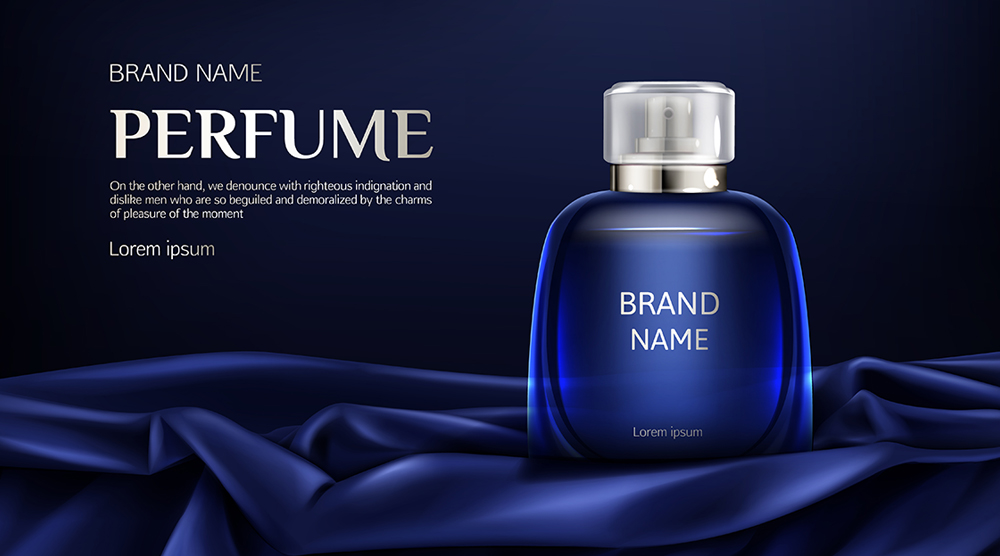 BRAND NAME
PERFUME
On the other hand, we denounce with righteous indignation and
dislike men who are so beguiled and demoralized by the charms
of pleasure of the moment
Lorem ipsum
BRAND
NAME
Lorem ipsum